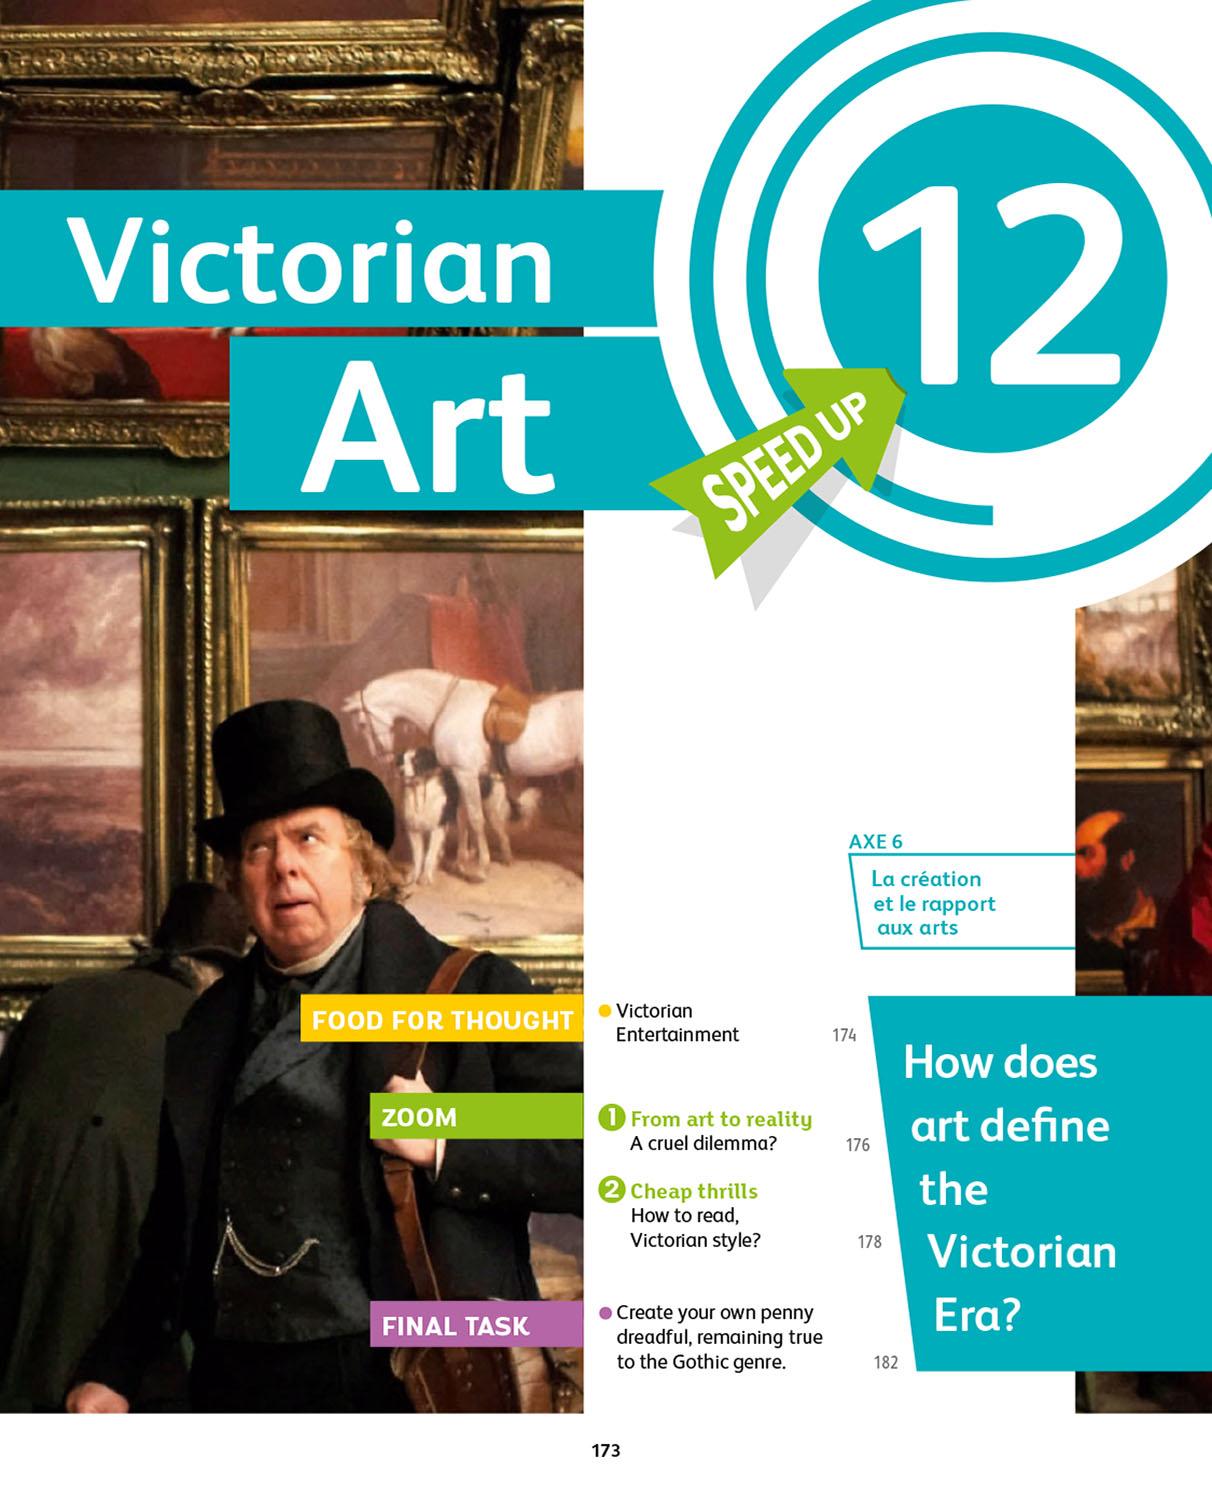 Victorian
Art
12
SPEED UP
AXE 6
La création
et le rapport
aux arts
FOOD FOR THOUGHT
Victorian
Entertainment 174
ZOOM
1 From art to reality
A cruel dilemma? 176
2 Cheap thrills
How to read,
Victorian style? 178
FINAL TASK
Create your own penny
dreadful, remaining true
to the Gothic genre. 182
How does
art define
the
Victorian
Era?
173